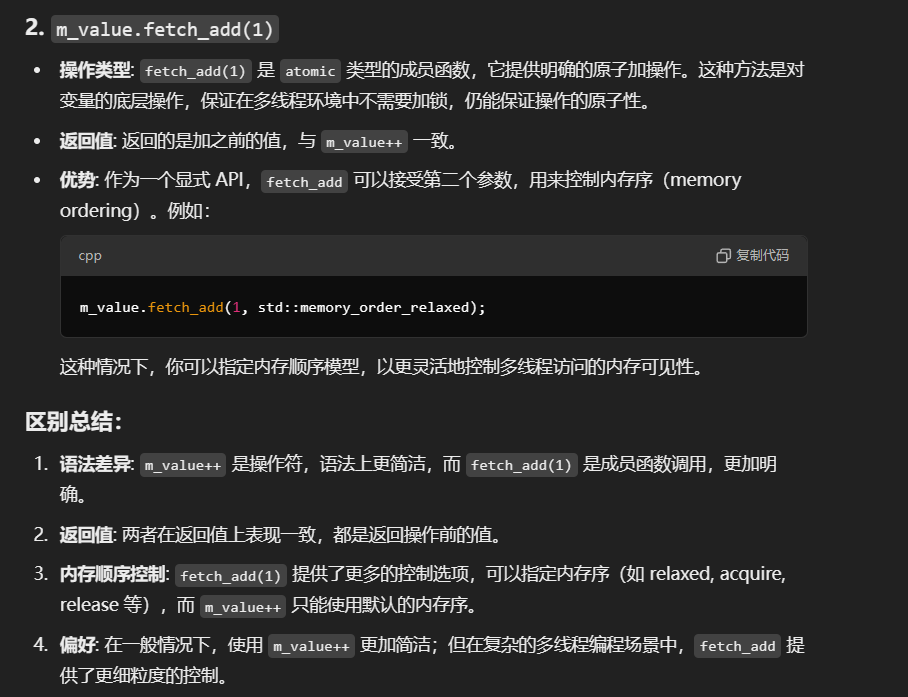 2. m_value.fetch_add(1)
• 操作类型: fetch_add(1) 是 atomic 类型的成员函数，它提供明确的原子加操作。这种方法是对
变量的底层操作，保证在多线程环境中不需要加锁，仍能保证操作的原子性。
• 返回值: 返回的是加之前的值，与 m_value++ 一致。
• 优势: 作为一个显式 API，fetch_add 可以接受第二个参数，用来控制内存序（memory
ordering）。例如：
cpp 复制代码
m_value.fetch_add(1, std::memory_order_relaxed);
这种情况下，你可以指定内存顺序模型，以更灵活地控制多线程访问的内存可见性。
区别总结：
1. 语法差异: m_value++ 是操作符，语法上更简洁，而 fetch_add(1) 是成员函数调用，更加明
确。
2. 返回值: 两者在返回值上表现一致，都是返回操作前的值。
3. 内存顺序控制: fetch_add(1) 提供了更多的控制选项，可以指定内存序（如 relaxed, acquire,
release 等），而 m_value++ 只能使用默认的内存序。
4. 偏好: 在一般情况下，使用 m_value++ 更加简洁；但在复杂的多线程编程场景中，fetch_add 提
供了更细粒度的控制。